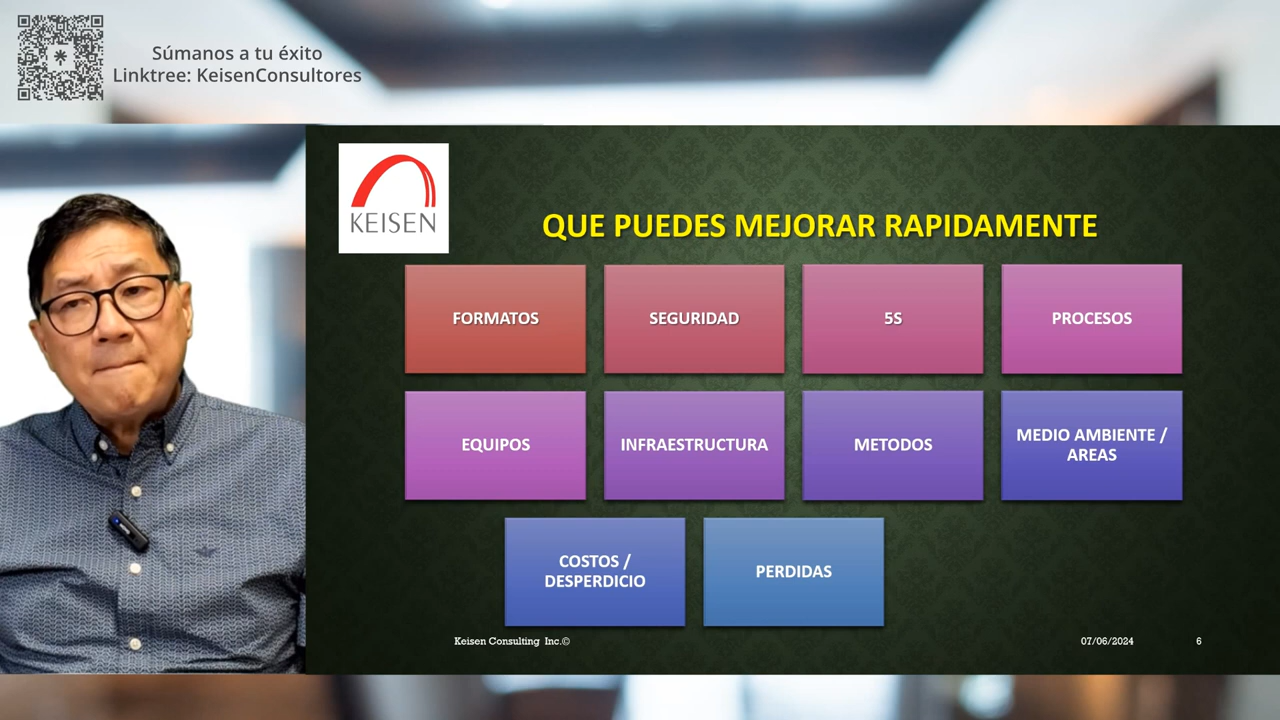 Súmanos a tu éxito
Linktree: KeisenConsultores
KEISEN
QUE PUEDES MEJORAR RAPIDAMENTE
FORMATOS
SEGURIDAD
5S
PROCESOS
EQUIPOS
INFRAESTRUCTURA
METODOS
MEDIO AMBIENTE /
AREAS
COSTOS /
DESPERDICIO
PERDIDAS
Keisen Consulting Inc.©
07/06/2024
6